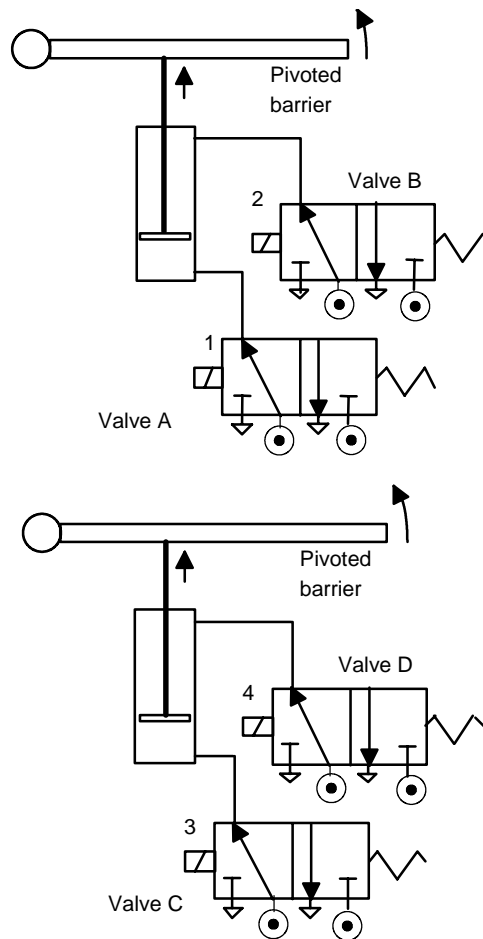 Pivoted
barrier
Valve B
2
1
Valve A
Pivoted
barrier
Valve D
4
3
Valve C